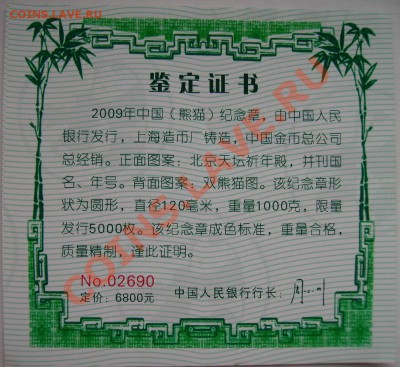 COINS.LAVE.RU
鉴定证书
2009年中国(熊猫)纪念章,由中国人民
银行发行,上海造币厂铸造,中国金币总公司
总经销。正面图案:北京天坛祈年殿,并刊国
名、年号。背面图案:双熊猫图。该纪念章形
状为圆形,直径120毫米,重量1000克,限量
发行5000枚。该纪念章成色标准,重量合格,
质量精制,谨此证明。
No.02690
定价:6800元
中国人民银行行长:
COINS.LAVE.RU
COINS.LAVE.RU